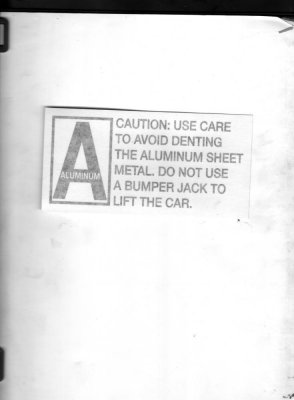 A
ALUMINUM
CAUTION: USE CARE
TO AVOID DENTING
THE ALUMINUM SHEET
METAL. DO NOT USE
A BUMPER JACK TO
LIFT THE CAR.